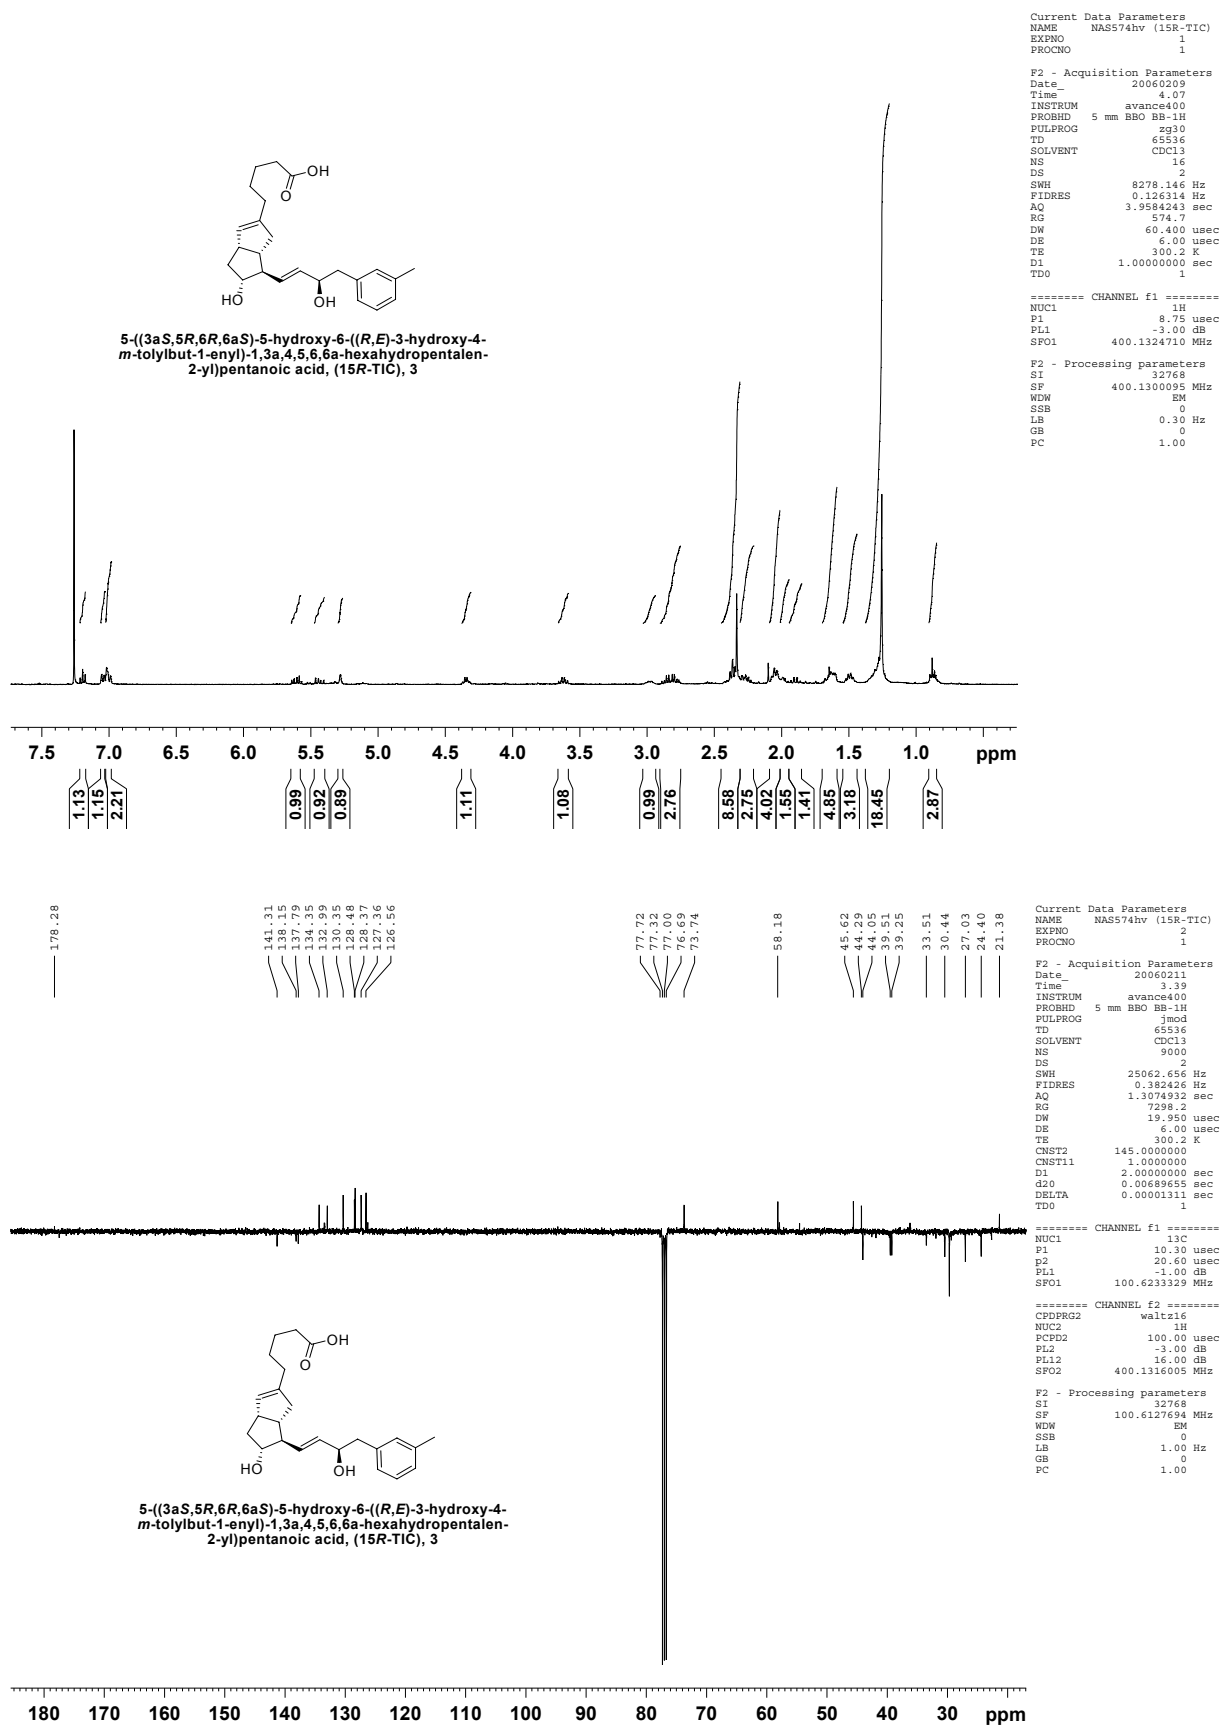 Current Data Parameters
NAME NAS574hv (15R-TIC)
EXPNO 1
PROCNO 1
F2 - Acquisition Parameters
Date_ 20060209
Time 4.07
INSTRUM avance400
PROBHD 5 mm BBO BB-1H
PULPROG zg30
TD 65536
SOLVENT CDCl3
NS 16
DS 2
SWH 8278.146 Hz
FIDRES 0.126314 Hz
AQ 3.9584243 sec
RG 574.7
DW 60.400 usec
DE 6.00 usec
TE 300.2 K
D1 1.00000000 sec
TD0 1
======== CHANNEL f1 ========
NUC1 1H
P1 8.75 usec
PL1 -3.00 dB
SFO1 400.1324710 MHz
F2 - Processing parameters
SI 32768
SF 400.1300095 MHz
WDW EM
SSB 0
LB 0.30 Hz
GB 0
PC 1.00
OH
O
HO
OH
5-((3aS,5R,6R,6aS)-5-hydroxy-6-((R,E)-3-hydroxy-4-
m-tolylbut-1-enyl)-1,3a,4,5,6,6a-hexahydropentalen-
2-yl)pentanoic acid, (15R-TIC), 3
7.5 7.0 6.5 6.0 5.5 5.0 4.5 4.0 3.5 3.0 2.5 2.0 1.5 1.0 ppm
1.13 1.15 2.21 0.99 0.92 0.89 1.11 1.08 0.99 2.76 8.58 2.75 4.02 1.55 1.41 4.85 3.18 18.45 2.87
178.28 141.31 138.15 137.79 134.35 132.99 130.35 128.48 128.37 127.36 126.56 77.72 77.32 77.00 76.69 73.74 58.18 45.62 44.29 44.05 39.51 39.25 33.51 30.44 27.03 24.40 21.38
Current Data Parameters
NAME NAS574hv (15R-TIC)
EXPNO 2
PROCNO 1
F2 - Acquisition Parameters
Date_ 20060211
Time 3.39
INSTRUM avance400
PROBHD 5 mm BBO BB-1H
PULPROG jmod
TD 65536
SOLVENT CDCl3
NS 9000
DS 2
SWH 25062.656 Hz
FIDRES 0.382426 Hz
AQ 1.3074932 sec
RG 7298.2
DW 19.950 usec
DE 6.00 usec
TE 300.2 K
CNST2 145.0000000
CNST11 1.0000000
D1 2.00000000 sec
d20 0.00689655 sec
DELTA 0.00001311 sec
TD0 1
======== CHANNEL f1 ========
NUC1 13C
P1 10.30 usec
p2 20.60 usec
PL1 -1.00 dB
SFO1 100.6233329 MHz
======== CHANNEL f2 ========
CPDPRG2 waltz16
NUC2 1H
PCPD2 100.00 usec
PL2 -3.00 dB
PL12 16.00 dB
SFO2 400.1316005 MHz
F2 - Processing parameters
SI 32768
SF 100.6127694 MHz
WDW EM
SSB 0
LB 1.00 Hz
GB 0
PC 1.00
OH
O
HO
OH
5-((3aS,5R,6R,6aS)-5-hydroxy-6-((R,E)-3-hydroxy-4-
m-tolylbut-1-enyl)-1,3a,4,5,6,6a-hexahydropentalen-
2-yl)pentanoic acid, (15R-TIC), 3
180 170 160 150 140 130 120 110 100 90 80 70 60 50 40 30 ppm